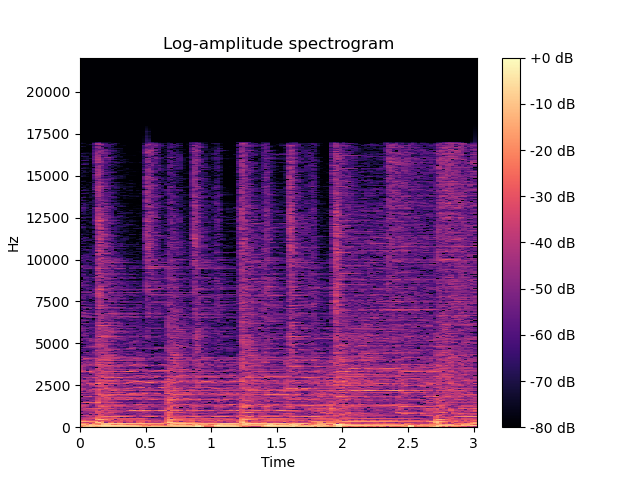 Log-amplitude spectrogram
+0 dB
20000
-10 dB
17500
-20 dB
15000
-30 dB
12500
Hz
-40 dB
10000
-50 dB
7500
-60 dB
5000
-70 dB
2500
0
-80 dB
0 0.5 1 1.5 2 2.5 3
Time